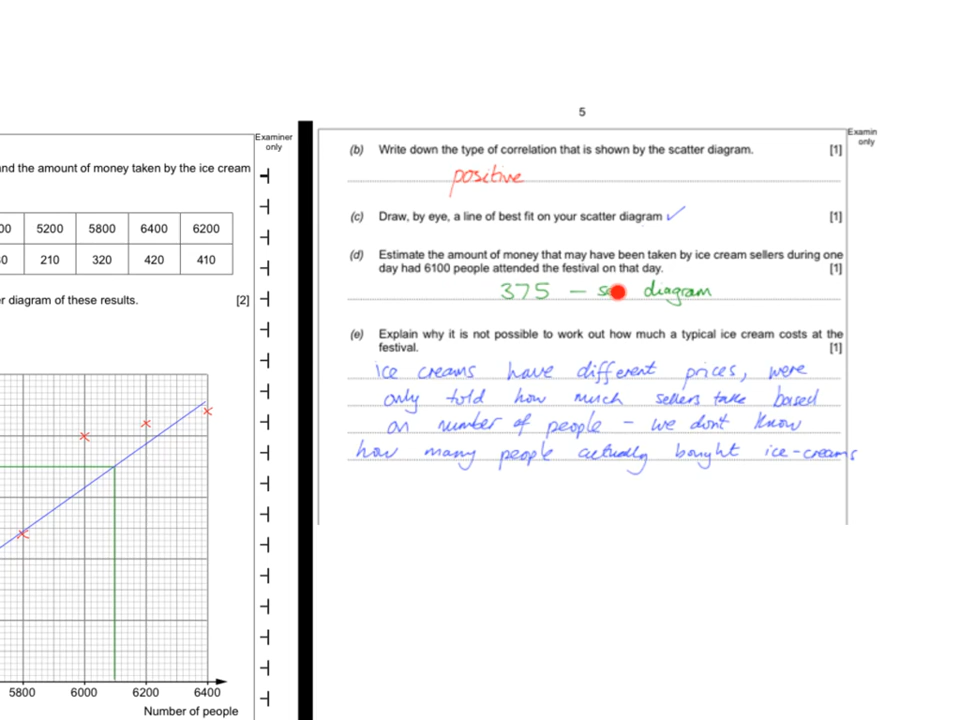 5
Examiner only
Examin only
nd the amount of money taken by the ice cream
00 5200 5800 6400 6200
0 210 320 420 410
r diagram of these results. [2]
5800 6000 6200 6400
Number of people
(b) Write down the type of correlation that is shown by the scatter diagram. [1]
positive
(c) Draw, by eye, a line of best fit on your scatter diagram ✓ [1]
(d) Estimate the amount of money that may have been taken by ice cream sellers during one
day had 6100 people attended the festival on that day. [1]
375 – diagram
(e) Explain why it is not possible to work out how much a typical ice cream costs at the
festival. [1]
ice creams have different prices, were
only told how much sellers take based
on number of people – we dont know
how many people actually bought ice-creams